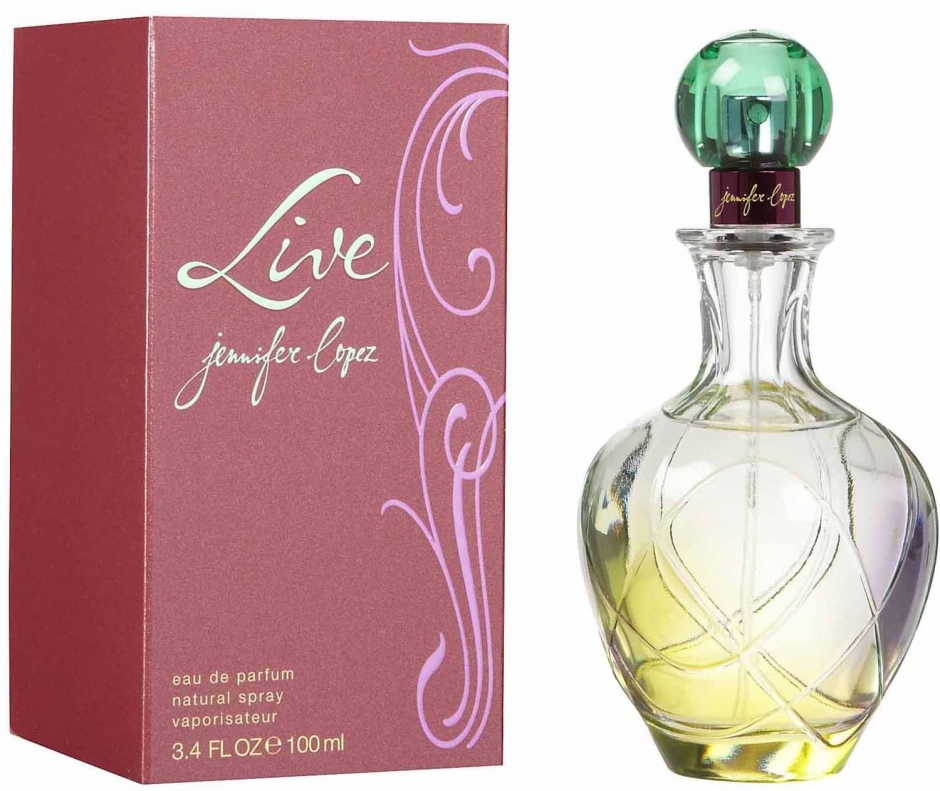 Live
jennifer lopez
eau de parfum
natural spray
vaporisateur
3,4 FL OZ ℮ 100 ml
jennifer lopez